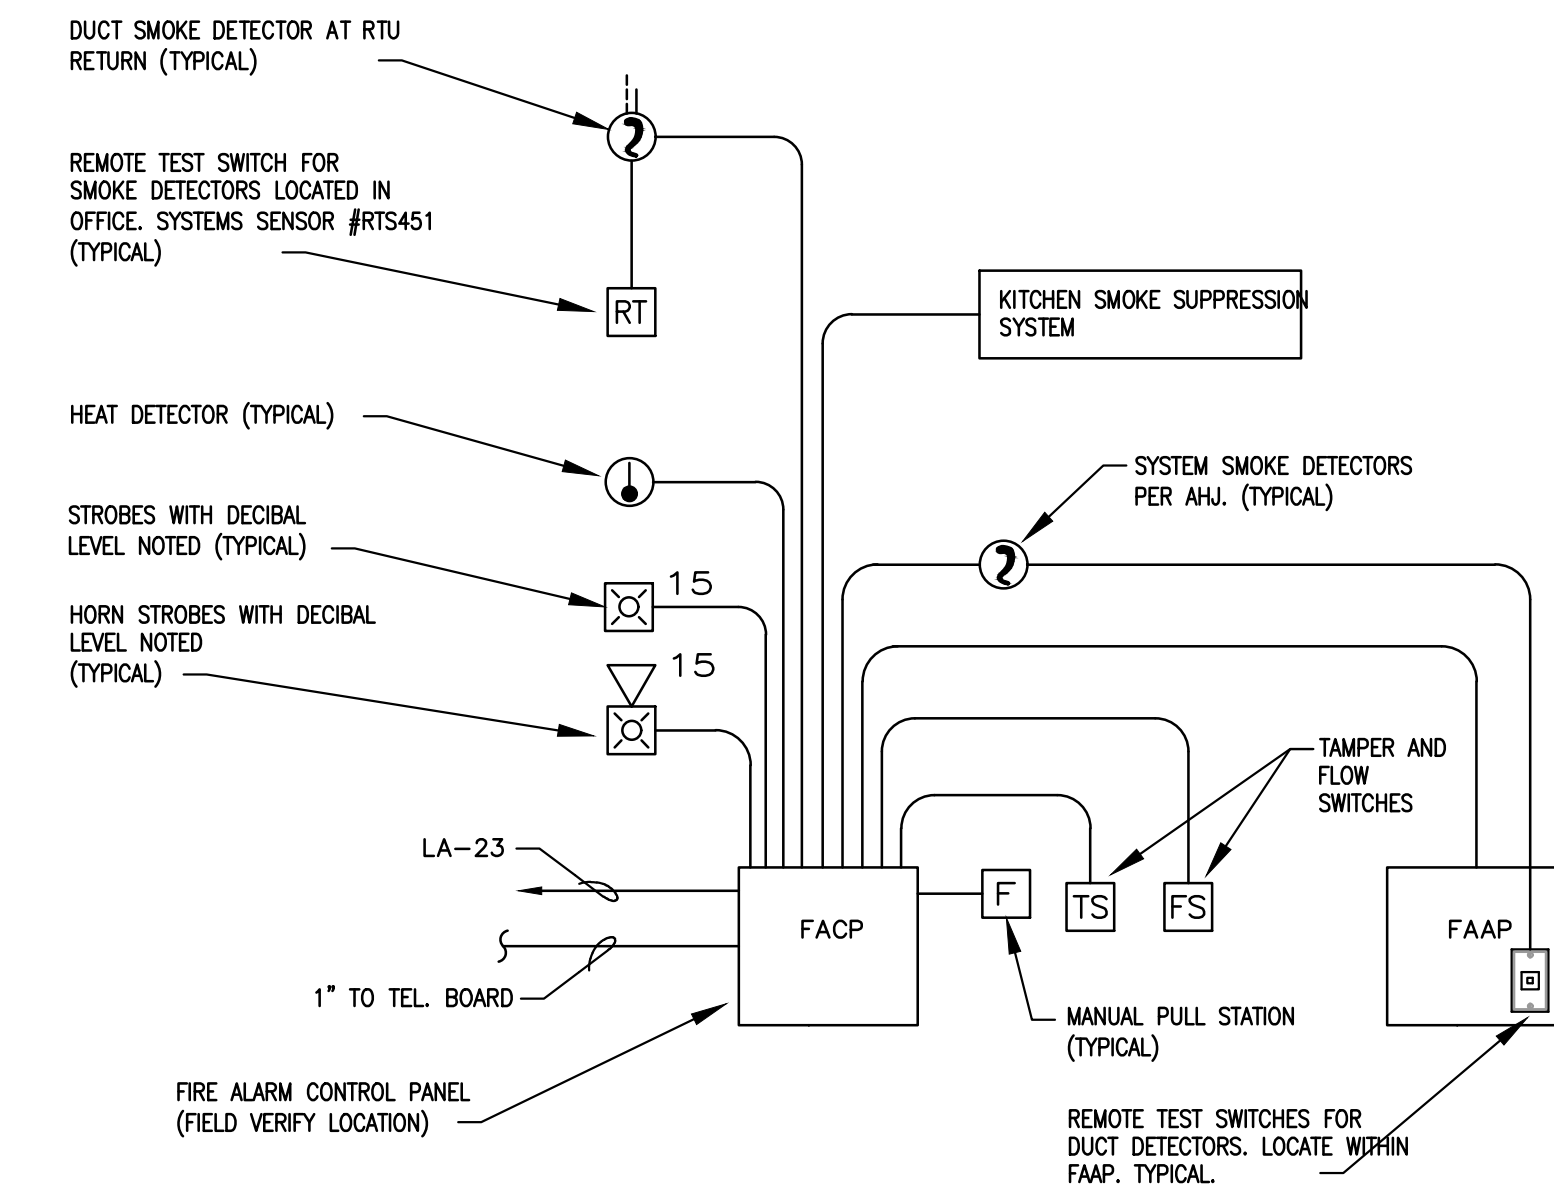 DUCT SMOKE DETECTOR AT RTU
RETURN (TYPICAL)
REMOTE TEST SWITCH FOR
SMOKE DETECTORS LOCATED IN
OFFICE. SYSTEMS SENSOR #RTS451
(TYPICAL)
RT
KITCHEN SMOKE SUPPRESSION
SYSTEM
HEAT DETECTOR (TYPICAL)
SYSTEM SMOKE DETECTORS
PER AHJ. (TYPICAL)
STROBES WITH DECIBAL
LEVEL NOTED (TYPICAL)
15
HORN STROBES WITH DECIBAL
LEVEL NOTED
(TYPICAL)
15
TAMPER AND
FLOW
SWITCHES
LA-23
F
TS
FS
FACP
FAAP
1" TO TEL. BOARD
MANUAL PULL STATION
(TYPICAL)
FIRE ALARM CONTROL PANEL
(FIELD VERIFY LOCATION)
REMOTE TEST SWITCHES FOR
DUCT DETECTORS. LOCATE WITHIN
FAAP. TYPICAL.